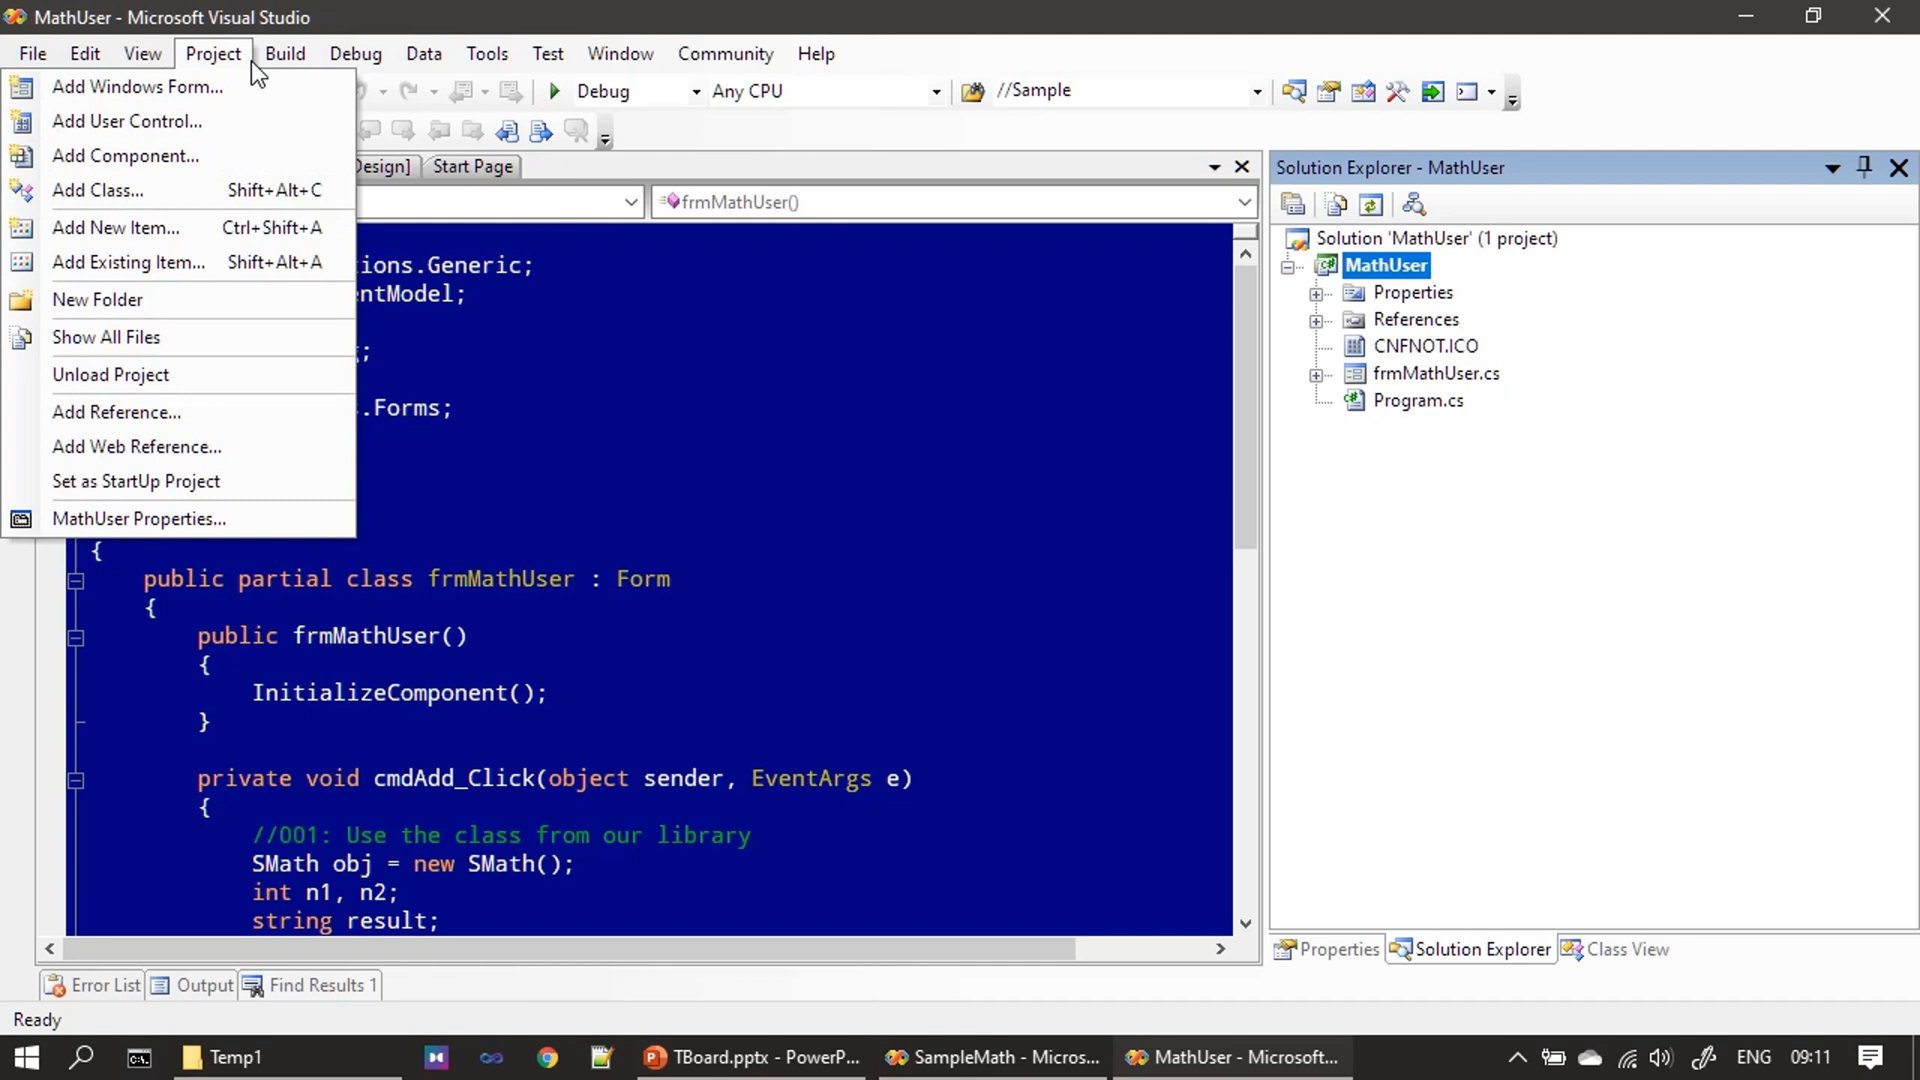 MathUser - Microsoft Visual Studio
File Edit View Project Build Debug Data Tools Test Window Community Help
Add Windows Form...
Add User Control...
Add Component...
Add Class... Shift+Alt+C
Add New Item... Ctrl+Shift+A
Add Existing Item... Shift+Alt+A
New Folder
Show All Files
Unload Project
Add Reference...
Add Web Reference...
Set as StartUp Project
MathUser Properties...
Debug Any CPU //Sample
Design] Start Page
frmMathUser()
tions.Generic;
entModel;
g;
s.Forms;
{
public partial class frmMathUser : Form
{
public frmMathUser()
{
InitializeComponent();
}
private void cmdAdd_Click(object sender, EventArgs e)
{
//001: Use the class from our library
SMath obj = new SMath();
int n1, n2;
string result;
Solution Explorer - MathUser
Solution 'MathUser' (1 project)
MathUser
Properties
References
CNFNOT.ICO
frmMathUser.cs
Program.cs
Properties Solution Explorer Class View
Error List Output Find Results 1
Ready
Temp1 TBoard.pptx - PowerP... SampleMath - Micros... MathUser - Microsoft... ENG 09:11